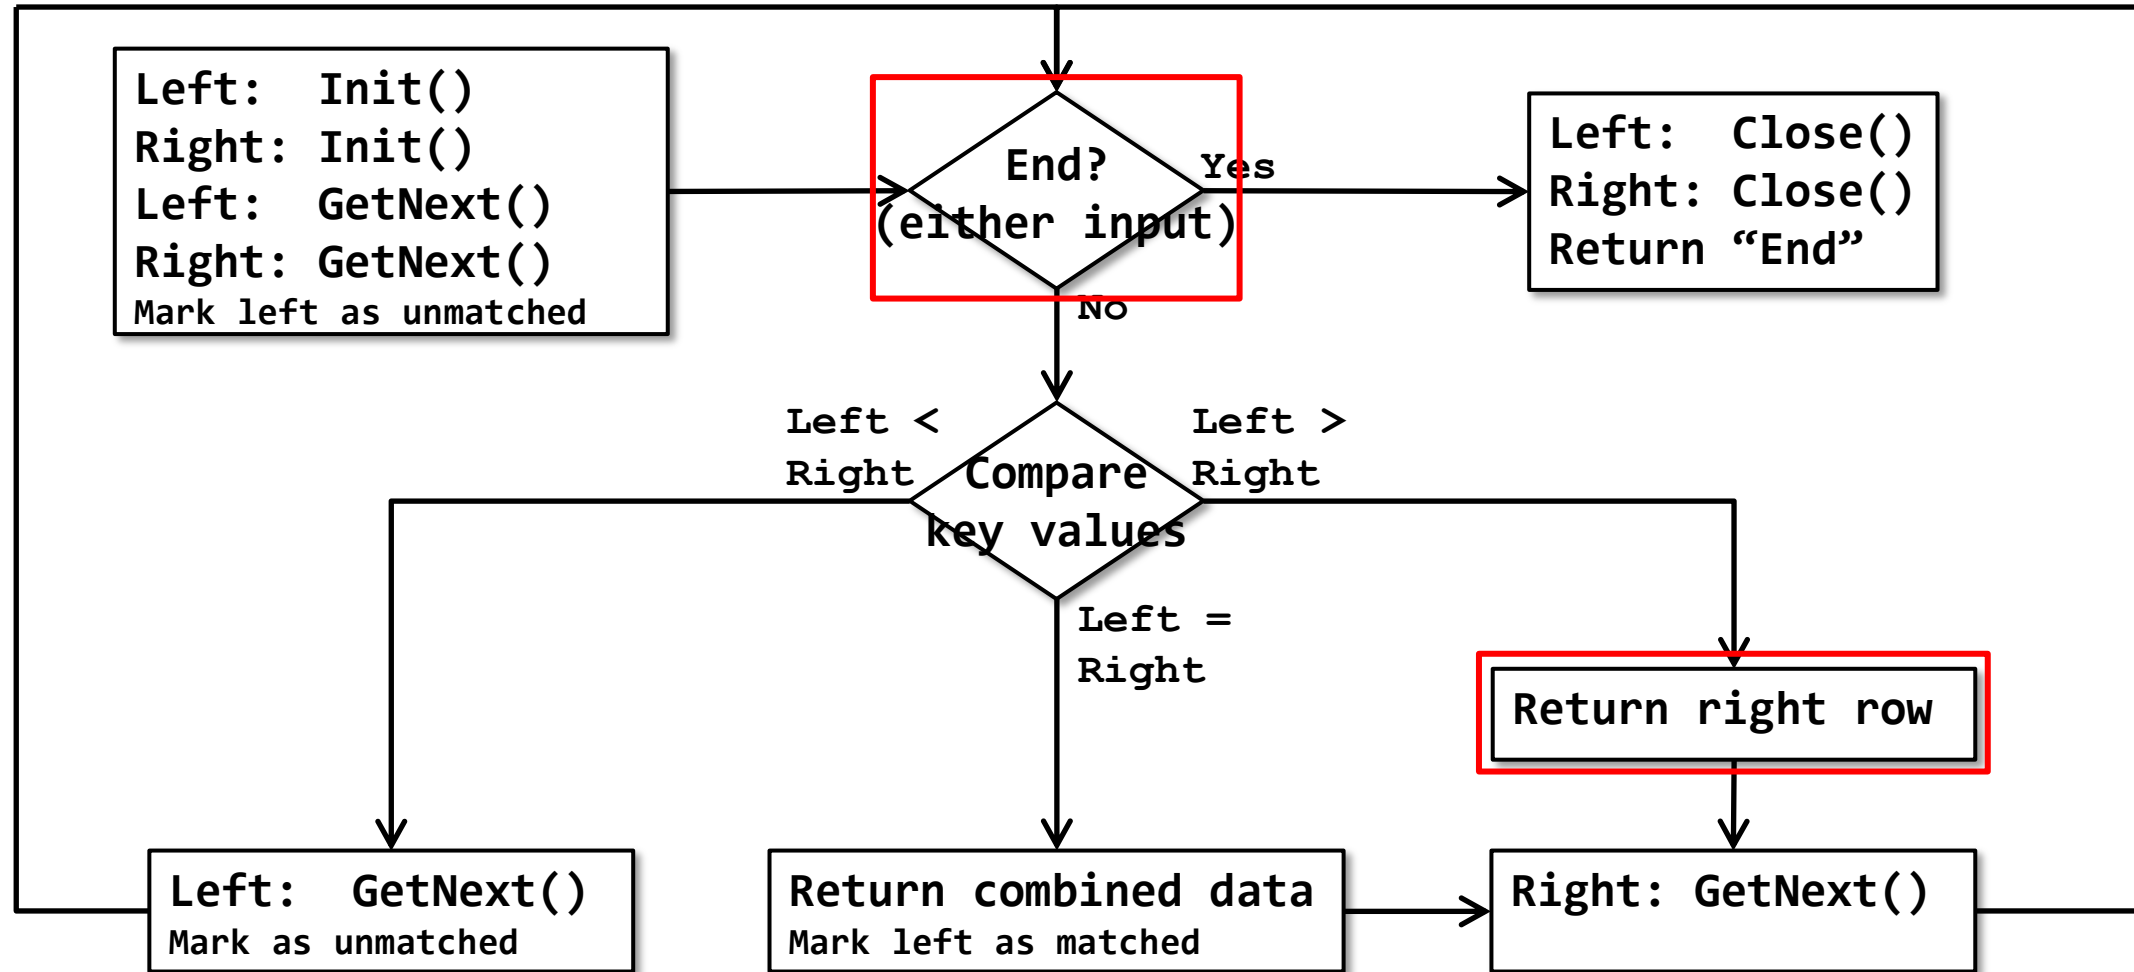 Left:  Init()
Right: Init()
Left:  GetNext()
Right: GetNext()
Mark left as unmatched
End?
(either input)
Yes
No
Left:  Close()
Right: Close()
Return “End”
Left <
Right
Compare
key values
Left >
Right
Left =
Right
Return right row
Left:  GetNext()
Mark as unmatched
Return combined data
Mark left as matched
Right: GetNext()